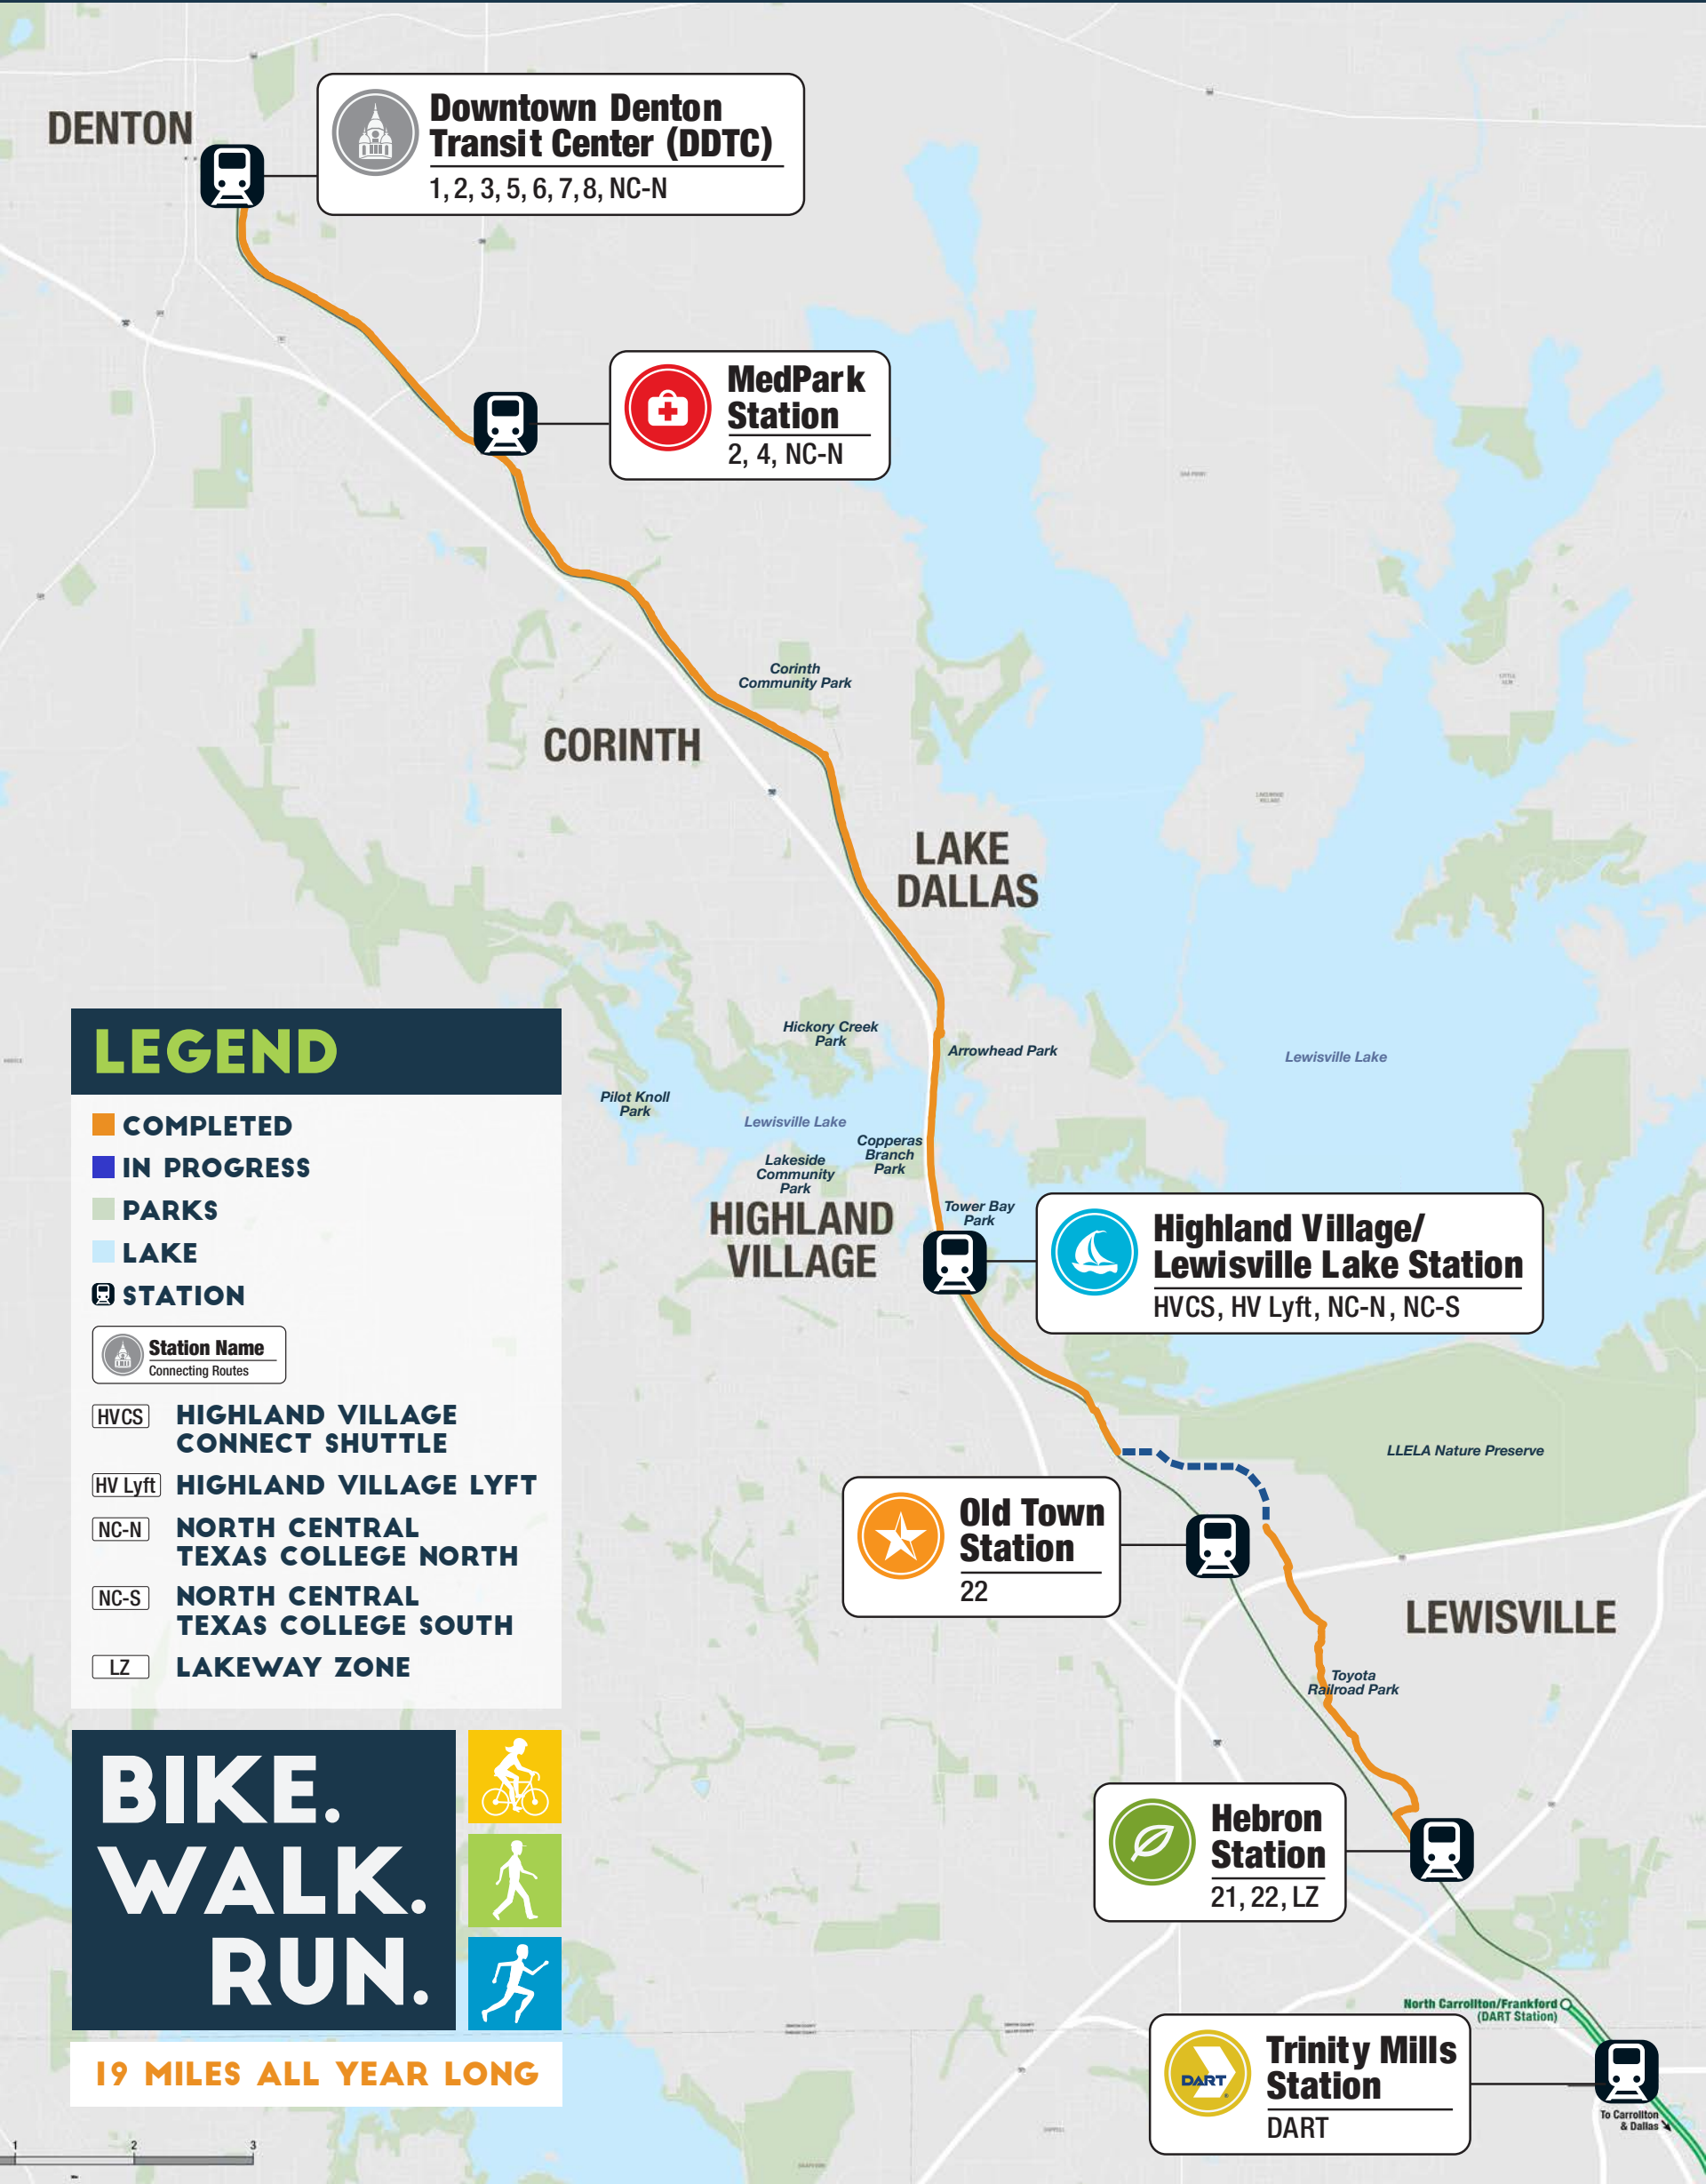 DENTON
Downtown Denton
Transit Center (DDTC)
1, 2, 3, 5, 6, 7, 8, NC-N
MedPark
Station
2, 4, NC-N
Corinth
Community Park
CORINTH
LAKE
DALLAS
Hickory Creek
Park
Arrowhead Park
Lewisville Lake
Pilot Knoll
Park
Lewisville Lake
Copperas
Branch
Park
Lakeside
Community
Park
HIGHLAND
VILLAGE
Tower Bay
Park
Highland Village/
Lewisville Lake Station
HVCS, HV Lyft, NC-N, NC-S
LLELA Nature Preserve
Old Town
Station
22
LEWISVILLE
Toyota
Railroad Park
Hebron
Station
21, 22, LZ
North Carrollton/Frankford
(DART Station)
DART
Trinity Mills
Station
DART
To Carrollton
& Dallas
LEGEND
COMPLETED
IN PROGRESS
PARKS
LAKE
STATION
Station Name
Connecting Routes
HVCS HIGHLAND VILLAGE
CONNECT SHUTTLE
HV Lyft HIGHLAND VILLAGE LYFT
NC-N NORTH CENTRAL
TEXAS COLLEGE NORTH
NC-S NORTH CENTRAL
TEXAS COLLEGE SOUTH
LZ LAKEWAY ZONE
BIKE.
WALK.
RUN.
19 MILES ALL YEAR LONG
1 2 3